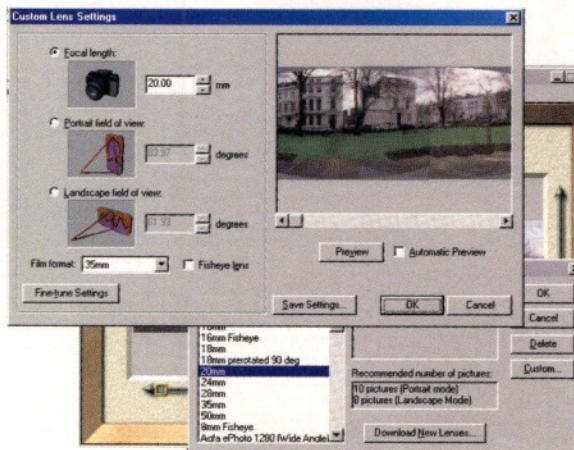 Custom Lens Settings
Focal length:
20.00 mm
Portrait field of view:
83.97 degrees
Landscape field of view:
degrees
Film format: 35mm
Fisheye lens
Fine-tune Settings
Preview
Automatic Preview
Save Settings...
OK
Cancel
OK
Cancel
Delete
Custom...
16mm Fisheye
18mm
18mm prerotated 90 deg
20mm
24mm
28mm
35mm
50mm
8mm Fisheye
Agfa ePhoto 1280 (Wide Angle)
Recommended number of pictures:
10 pictures (Portrait mode)
8 pictures (Landscape Mode)
Download New Lenses...